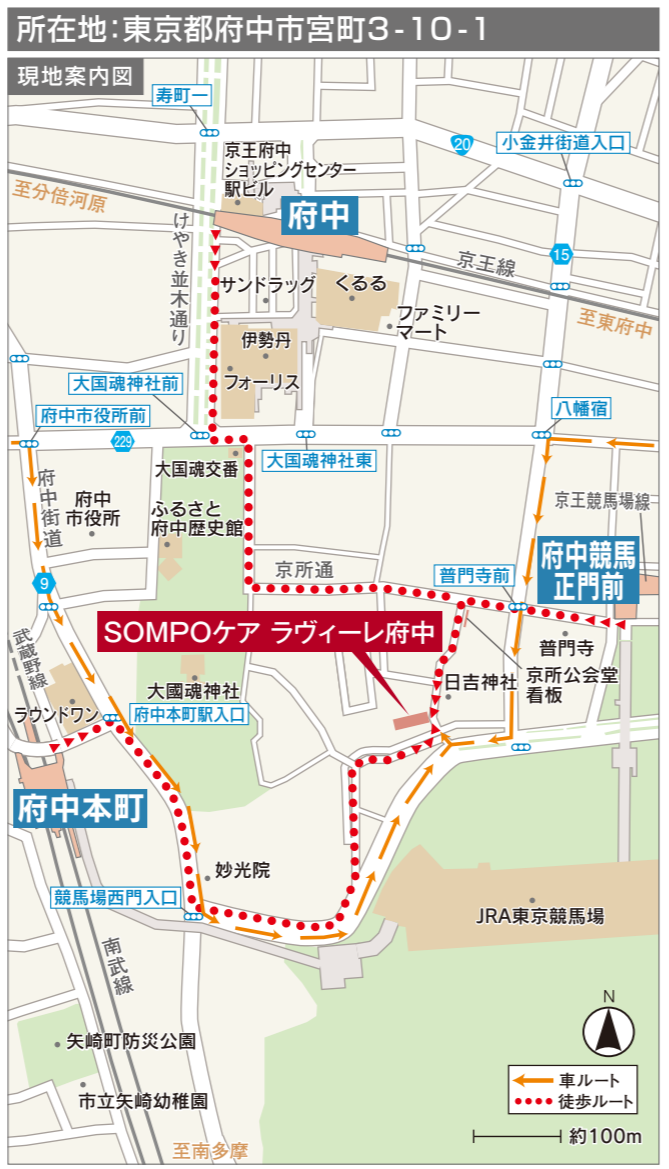 所在地：東京都府中市宮町3-10-1
現地案内図
寿町一
20
小金井街道入口
京王府中
ショッピングセンター
駅ビル
至分倍河原
府中
けやき並木通り
京王線
15
サンドラッグ
くるる
ファミリー
マート
至東府中
伊勢丹
フォーリス
大国魂神社前
府中市役所前
八幡宿
229
大国魂神社東
大国魂交番
府中街道
府中
市役所
ふるさと
府中歴史館
京王競馬場線
府中競馬
正門前
京所通
普門寺前
9
SOMPOケア ラヴィーレ府中
普門寺
武蔵野線
京所公会堂
看板
日吉神社
大國魂神社
ラウンドワン
府中本町駅入口
府中本町
妙光院
競馬場西門入口
JRA東京競馬場
南武線
N
矢崎町防災公園
市立矢崎幼稚園
車ルート
徒歩ルート
約100m
至南多摩